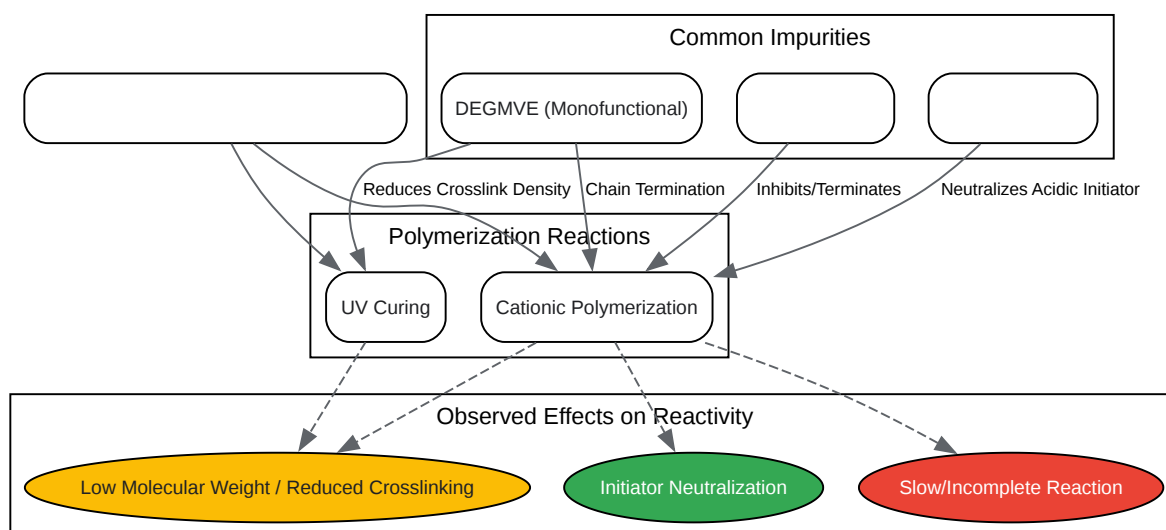 Common Impurities
DEGMVE (Monofunctional)
Reduces Crosslink Density
Chain Termination
Inhibits/Terminates
Neutralizes Acidic Initiator
Polymerization Reactions
UV Curing
Cationic Polymerization
Observed Effects on Reactivity
Low Molecular Weight / Reduced Crosslinking
Initiator Neutralization
Slow/Incomplete Reaction